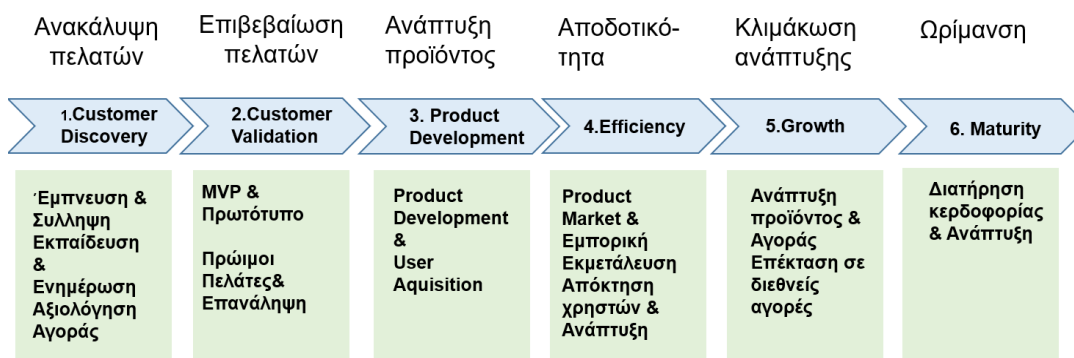 Ανακάλυψη
πελατών
Επιβεβαίωση
πελατών
Ανάπτυξη
προϊόντος
Αποδοτικό-
τητα
Κλιμάκωση
ανάπτυξης
Ωρίμανση
1.Customer
Discovery
2.Customer
Validation
3. Product
Development
4.Efficiency
5.Growth
6. Maturity
΄Εμπνευση &
Συλληψη
Εκπαίδευση
&
Ενημέρωση
Αξιολόγηση
Αγοράς
MVP &
Πρωτότυπο
Πρώιμοι
Πελάτες&
Επανάληψη
Product
Development
&
User
Aquisition
Product
Market &
Εμπορική
Εκμετάλευση
Απόκτηση
χρηστών &
Ανάπτυξη
Ανάπτυξη
προϊόντος &
Αγοράς
Επέκταση σε
διεθνείς
αγορές
Διατήρηση
κερδοφορίας
& Ανάπτυξη